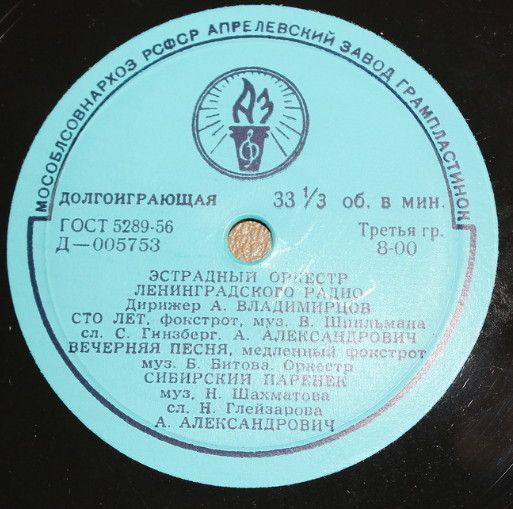 МОСОБЛСОВНАРХОЗ РСФСР АПРЕЛЕВСКИЙ ЗАВОД ГРАМПЛАСТИНОК
АЗ
ДОЛГОИГРАЮЩАЯ 33 1/3 об. в мин.
ГОСТ 5289-56 Третья гр.
Д—005753 8-00
ЭСТРАДНЫЙ ОРКЕСТР
ЛЕНИНГРАДСКОГО РАДИО
Дирижер А. ВЛАДИМИРЦОВ
СТО ЛЕТ, фокстрот, муз. В. Шпильмана
сл. С. Гинзберг. А. АЛЕКСАНДРОВИЧ
ВЕЧЕРНЯЯ ПЕСНЯ, медленный фокстрот
муз. Б. Битова. Оркестр
СИБИРСКИЙ ПАРЕНЕК
муз. Н. Шахматова
сл. Н. Глейзарова
А. АЛЕКСАНДРОВИЧ